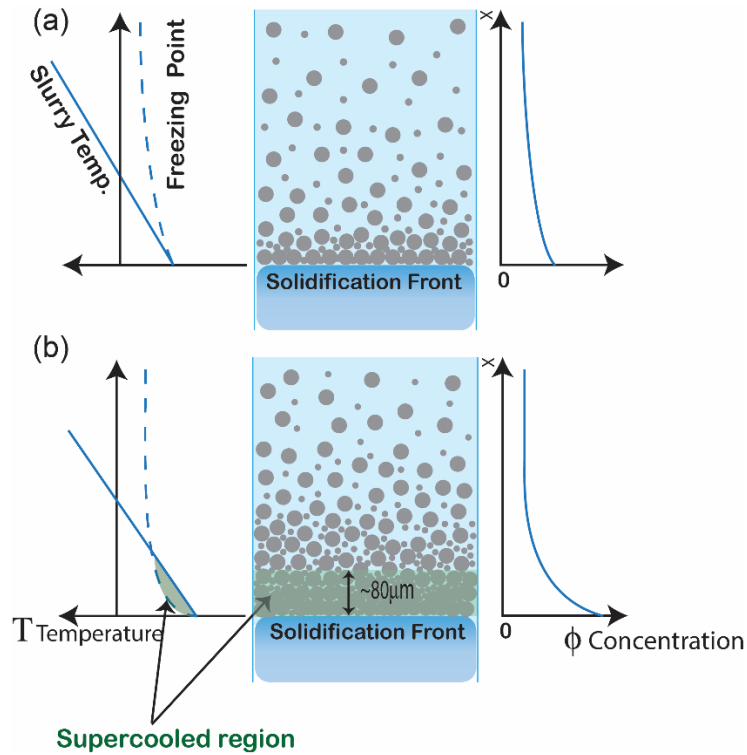 (a)
Slurry Temp.
Freezing Point
Solidification Front
x
0
(b)
~80µm
Solidification Front
x
0
T Temperature
ϕ Concentration
Supercooled region